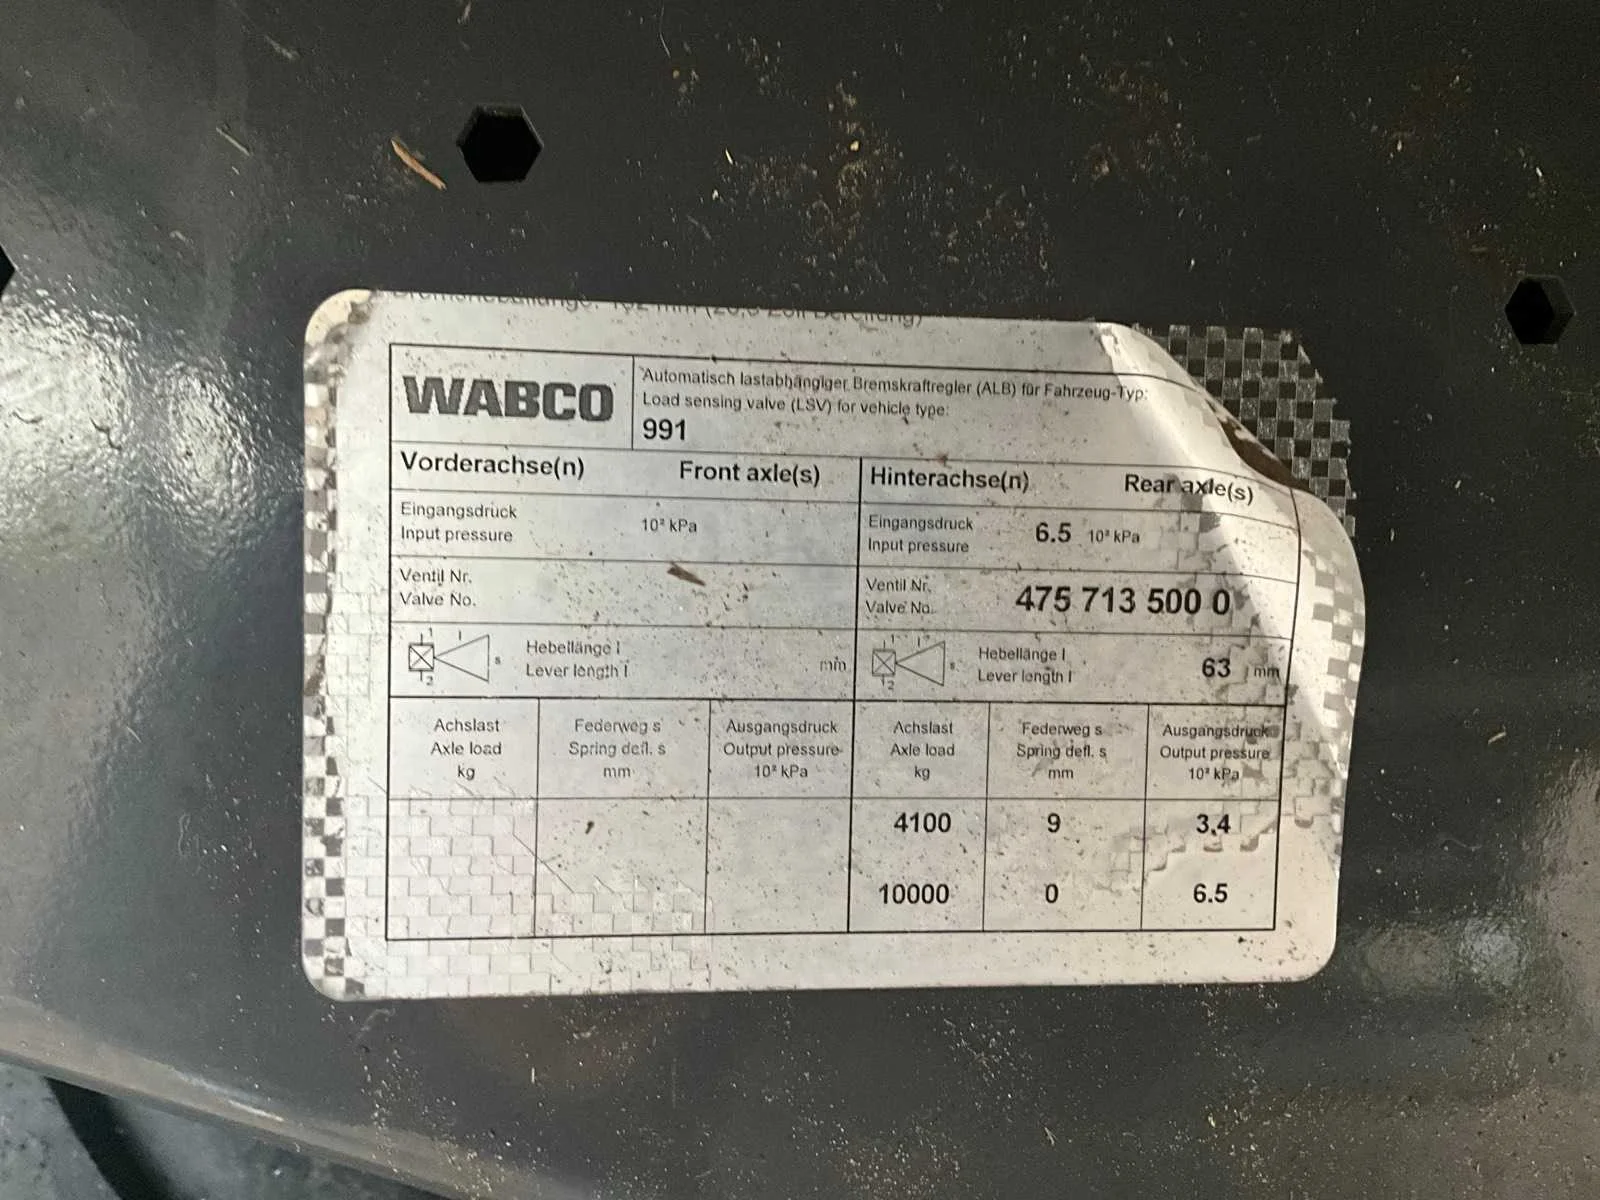 WABCO
Automatisch lastabhängiger Bremskraftregler (ALB) für Fahrzeug-Typ:
Load sensing valve (LSV) for vehicle type:
991
Vorderachse(n) Front axle(s)
Hinterachse(n) Rear axle(s)
Eingangsdruck
Input pressure
10² kPa
Eingangsdruck
Input pressure
6.5 10² kPa
Ventil Nr.
Valve No.
Ventil Nr.
Valve No.
475 713 500 0
1 l
s
2
Hebellänge l
Lever length l
mm
1 l
s
2
Hebellänge l
Lever length l
63 mm
Achslast
Axle load
kg
Federweg s
Spring defl. s
mm
Ausgangsdruck
Output pressure
10² kPa
Achslast
Axle load
kg
Federweg s
Spring defl. s
mm
Ausgangsdruck
Output pressure
10² kPa
4100 9 3.4
10000 0 6.5